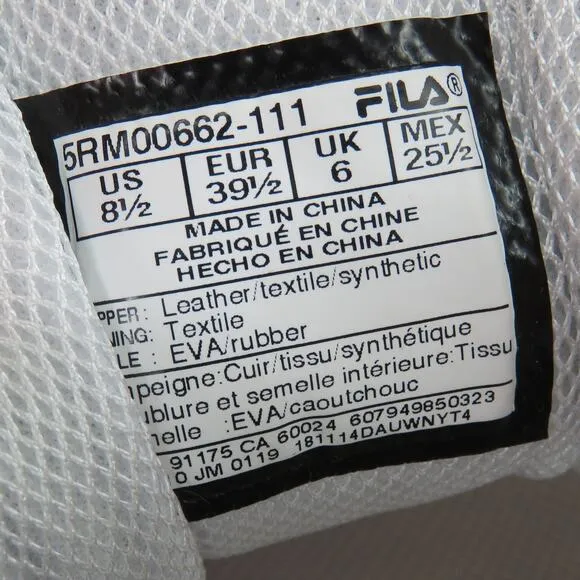 5RM00662-111 FILA®
US 8½ EUR 39½ UK 6 MEX 25½
MADE IN CHINA
FABRIQUÉ EN CHINE
HECHO EN CHINA
PPER: Leather/textile/synthetic
NING: Textile
LE : EVA/rubber
peigne:Cuir/tissu/synthétique
ublure et semelle intérieure:Tissu
melle :EVA/caoutchouc
91175 CA 60024 607949850323
0 JM 0119 181114DAUWNYT4